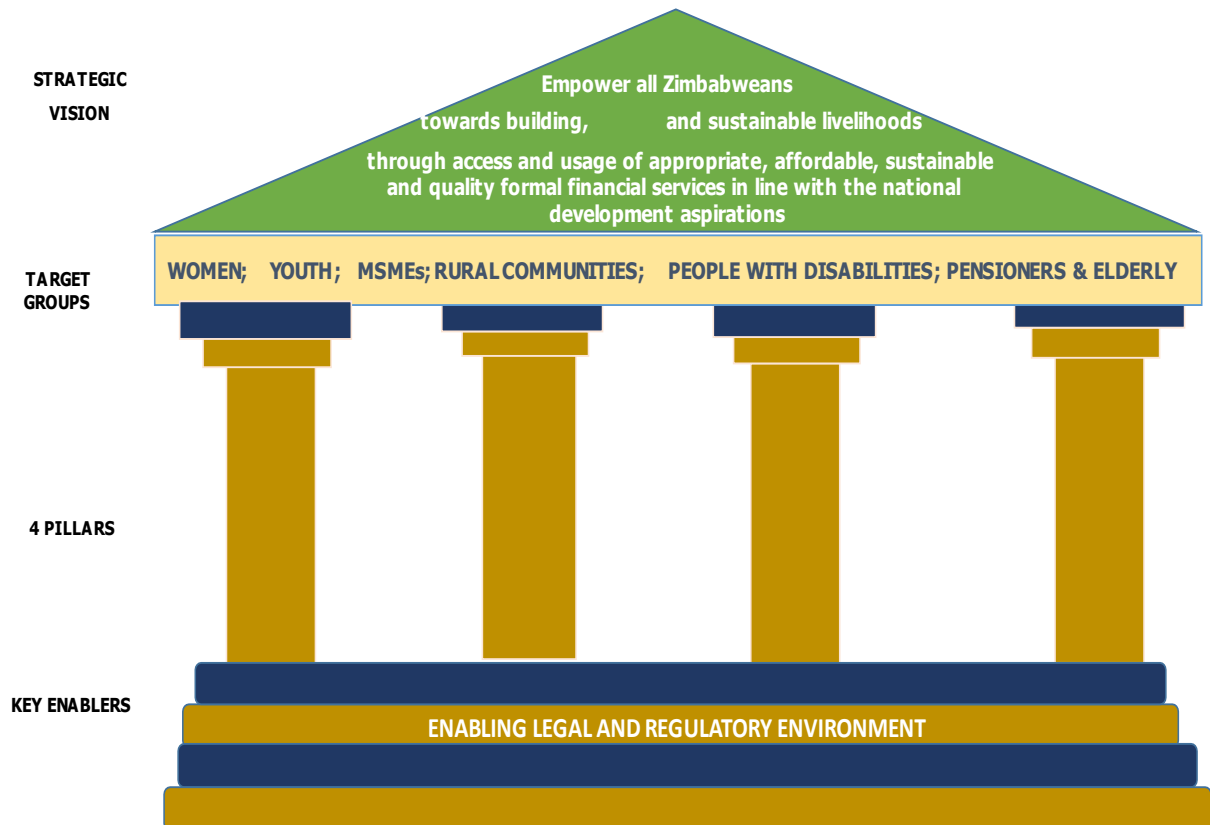 STRATEGIC
VISION
Empower all Zimbabweans
towards building, and sustainable livelihoods
through access and usage of appropriate, affordable, sustainable
and quality formal financial services in line with the national
development aspirations
TARGET
GROUPS
WOMEN; YOUTH; MSMEs; RURAL COMMUNITIES; PEOPLE WITH DISABILITIES; PENSIONERS & ELDERLY
4 PILLARS
KEY ENABLERS
ENABLING LEGAL AND REGULATORY ENVIRONMENT